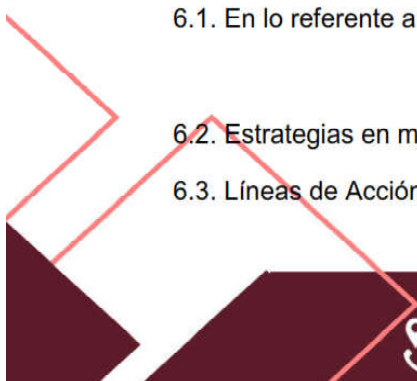 6.1. En lo referente a
6.2. Estrategias en m
6.3. Líneas de Acción